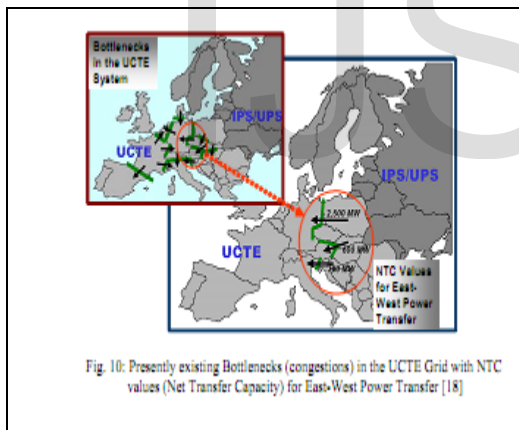 Bottlenecks
in the UCTE
System
IPS/UPS
UCTE
IPS/UPS
2,500 MW
UCTE
NTC Values
for East-
West Power
Transfer
Fig. 10: Presently existing Bottlenecks (congestions) in the UCTE Grid with NTC
values (Net Transfer Capacity) for East-West Power Transfer [18]